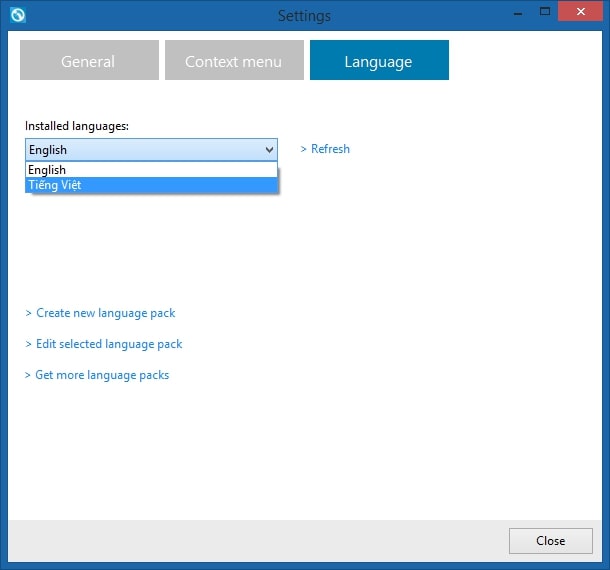 Settings
General
Context menu
Language
Installed languages:
English
> Refresh
English
Tiếng Việt
> Create new language pack
> Edit selected language pack
> Get more language packs
Close